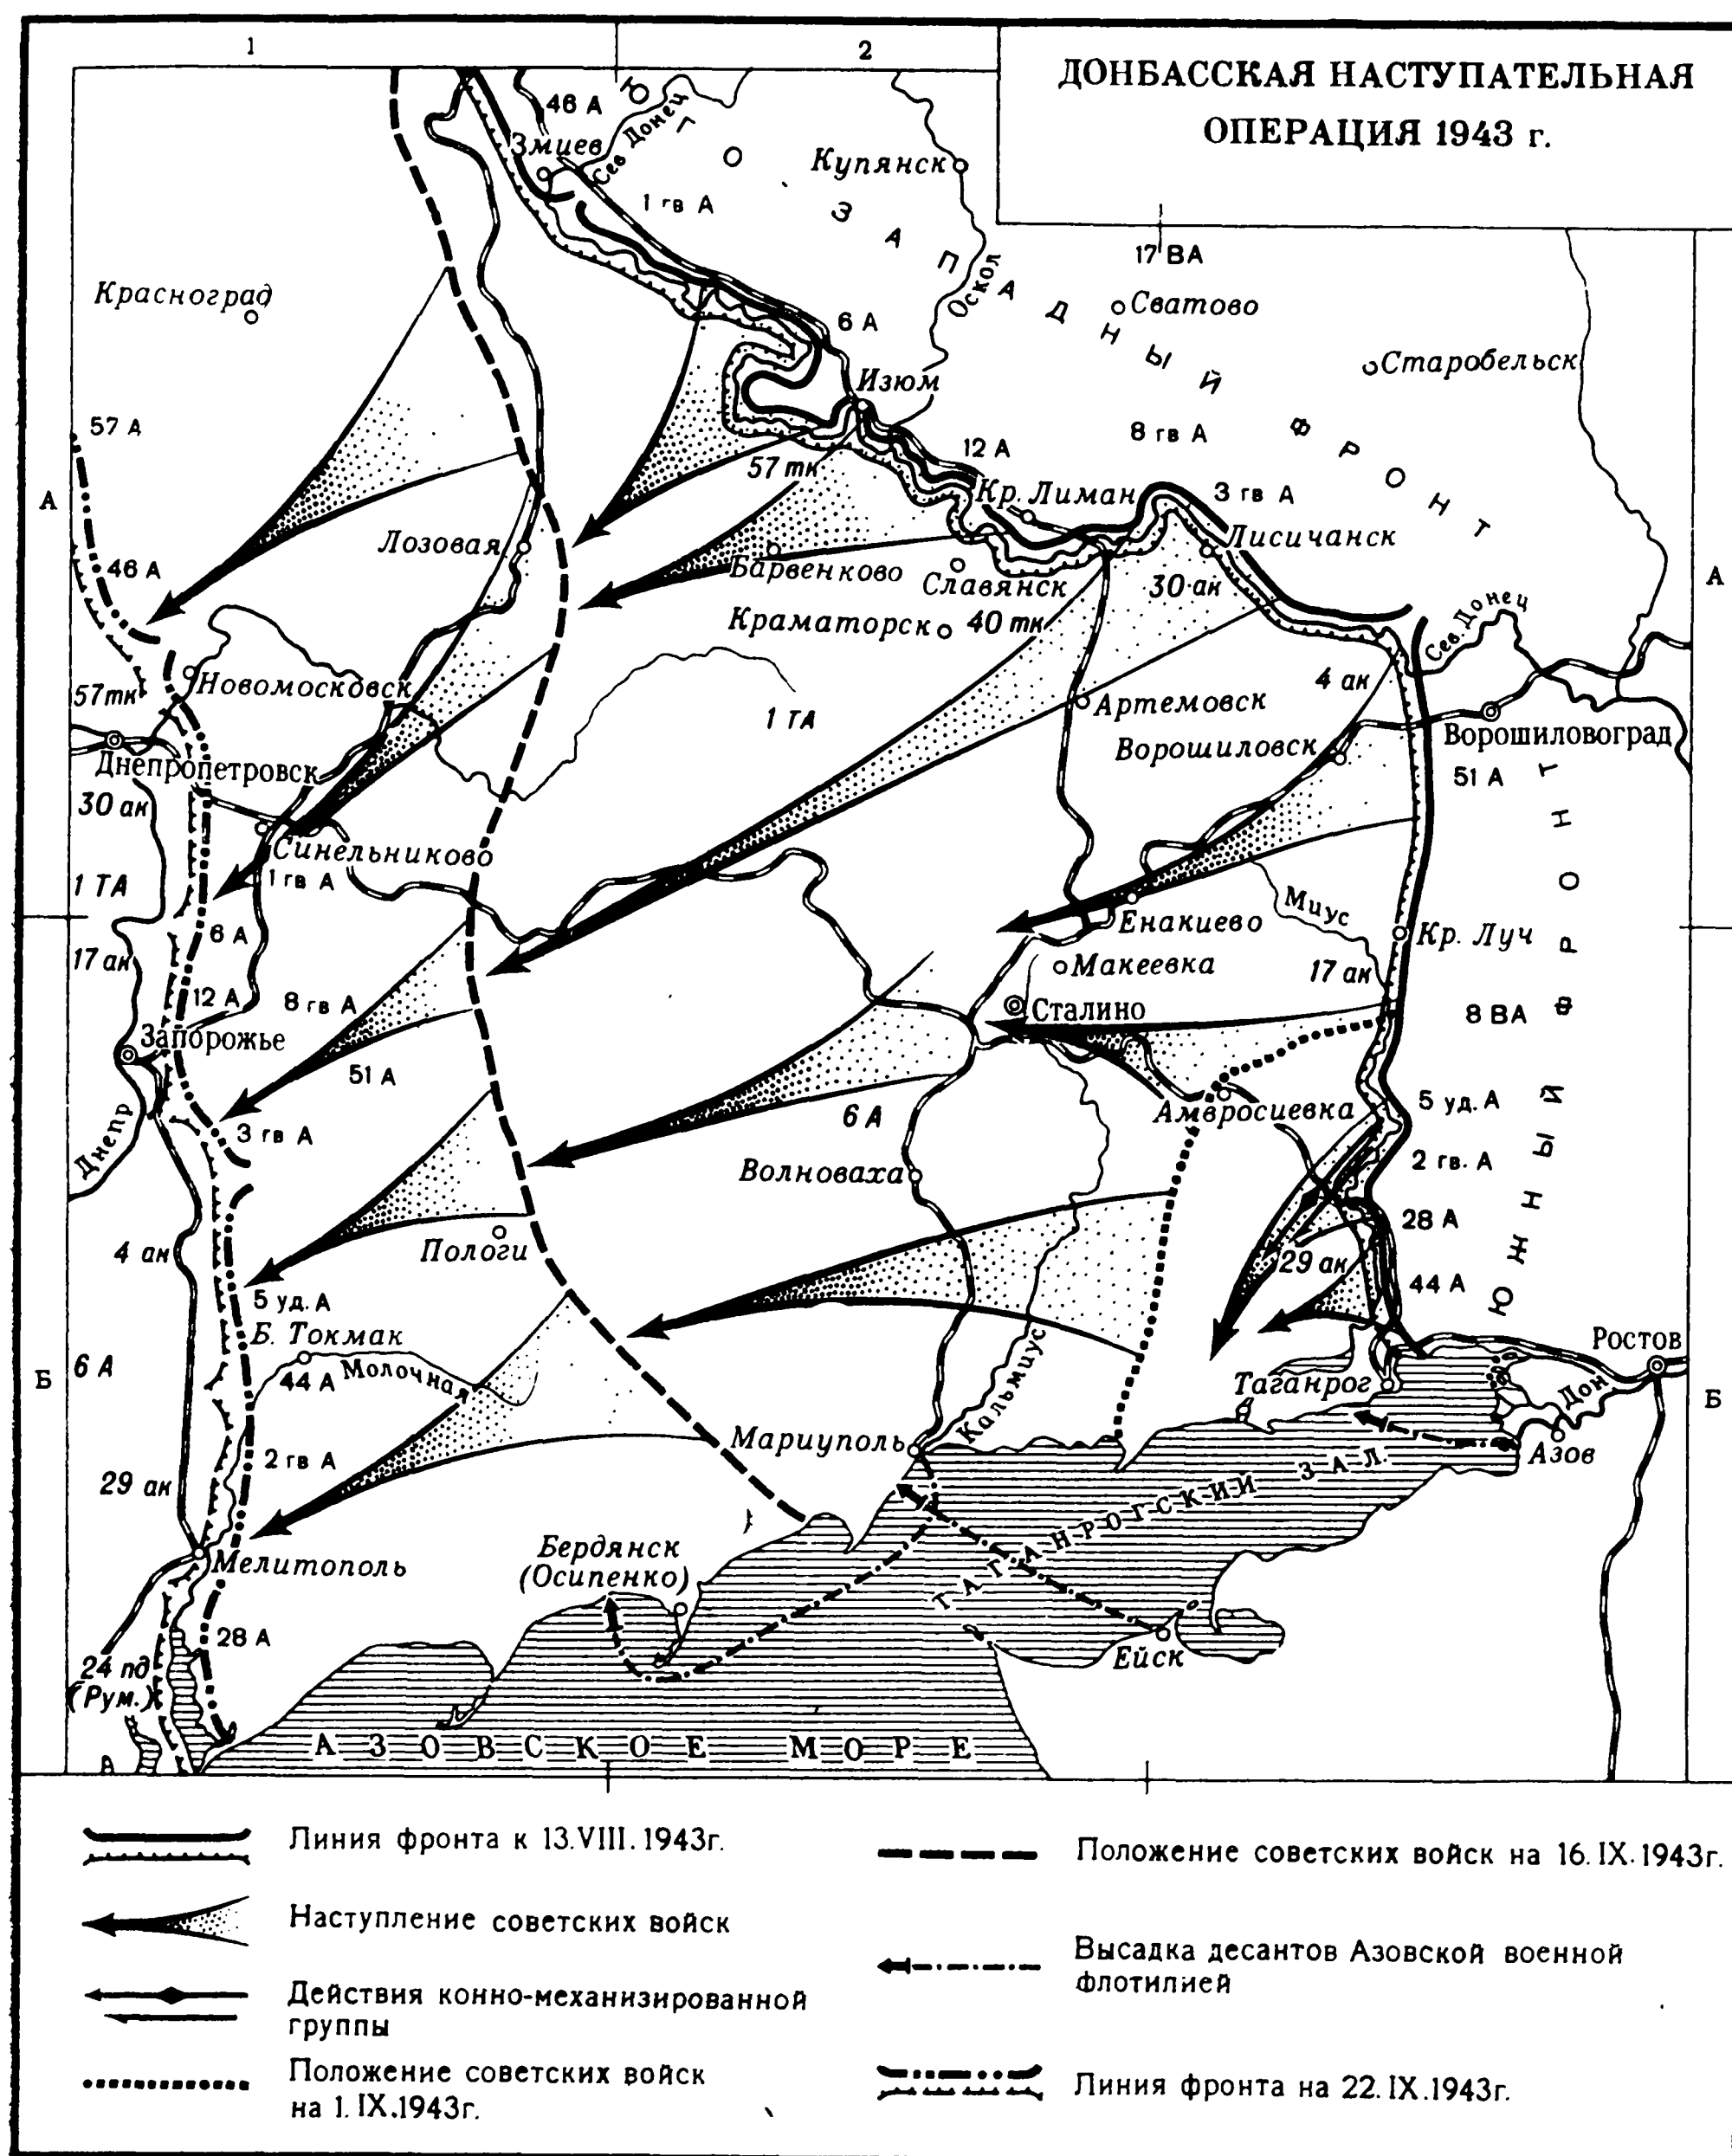 1
2
ДОНБАССКАЯ НАСТУПАТЕЛЬНАЯ
ОПЕРАЦИЯ 1943 г.
46 А
Змиев
Сев Донец
Купянск
1 гв А
ЮГО-ЗАПАДНЫЙ ФРОНТ
17 ВА
Оскол
Сватово
Красноград
6 А
Старобельск
Изюм
57 А
12 А
8 гв А
57 тк
Кр. Лиман
3 гв А
А
Лозовая
Лисичанск
46 А
Барвенково
Славянск
30 ак
А
Краматорск
40 тк
Сев. Донец
57тк
Новомосковск
4 ак
1 ТА
Артемовск
Ворошиловск
Ворошиловоград
Днепропетровск
51 А
30 ак
Синельниково
1 ТА
1 гв А
Миус
6 А
Енакиево
Кр. Луч
17 ак
Макеевка
17 ак
12 А
8 гв А
Сталино
8 ВА
Запорожье
51 А
6 А
Амвросиевка
5 уд. А
Днепр
3 гв А
Волноваха
2 гв. А
ЮЖНЫЙ ФРОНТ
4 ак
Пологи
28 А
29 ак
5 уд. А
44 А
Б. Токмак
Ростов
Б
6 А
44 А
Молочная
Кальмиус
Таганрог
Дон
Б
Мариуполь
Азов
29 ак
2 гв А
ТАГАНРОГСКИЙ ЗАЛ.
Мелитополь
Бердянск
(Осипенко)
28 А
Ейск
24 пд
(Рум.)
АЗОВСКОЕ МОРЕ
Линия фронта к 13.VIII.1943г.
Наступление советских войск
Действия конно-механизированной
группы
Положение советских войск
на 1.IX.1943г.
Положение советских войск на 16.IX.1943г.
Высадка десантов Азовской военной
флотилией
Линия фронта на 22.IX.1943г.